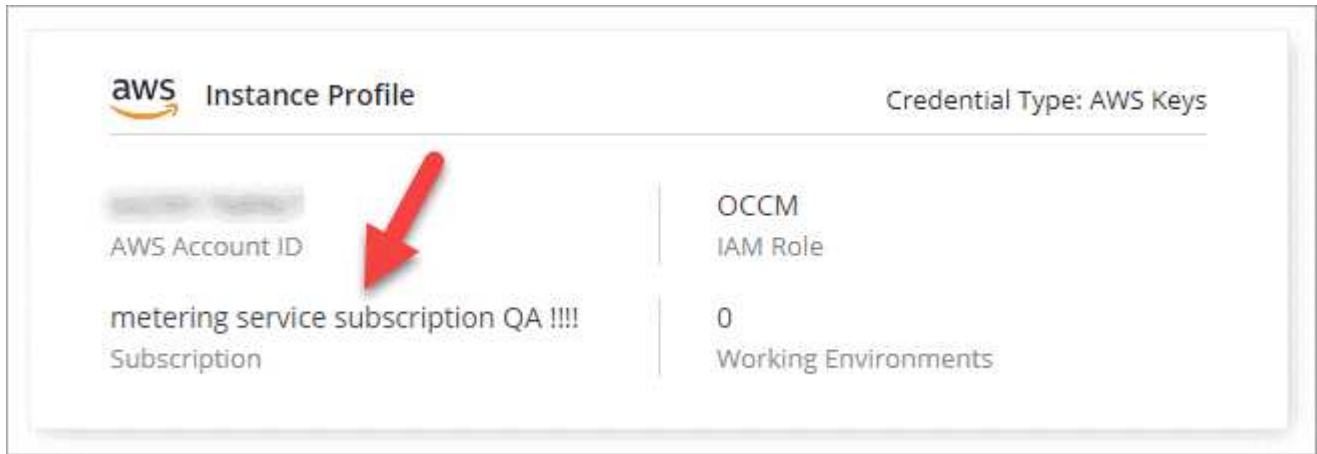 aws Instance Profile Credential Type: AWS Keys
OCCM
AWS Account ID IAM Role
metering service subscription QA !!!! 0
Subscription Working Environments